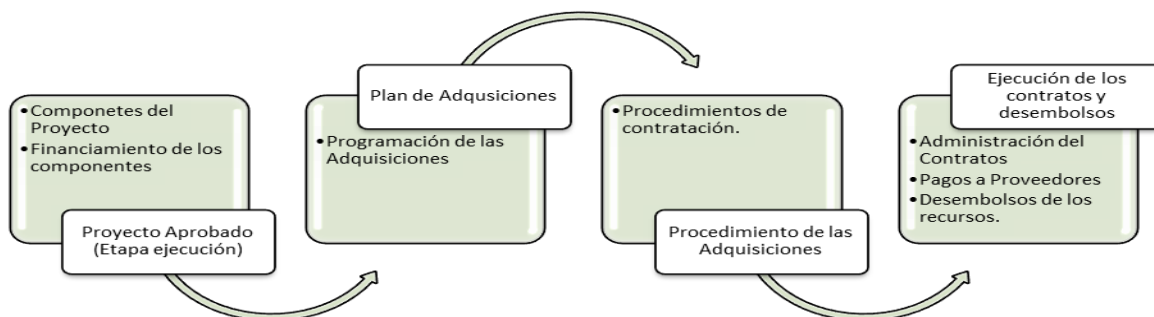 •Componetes del
Proyecto
•Financiamiento de los
componentes
Proyecto Aprobado
(Etapa ejecución)
Plan de Adqusiciones
•Programación de las
Adquisiciones
•Procedimientos de
contratación.
Procedimiento de las
Adquisiciones
Ejecución de los
contratos y
desembolsos
•Administración del
Contratos
•Pagos a Proveedores
•Desembolsos de los
recursos.